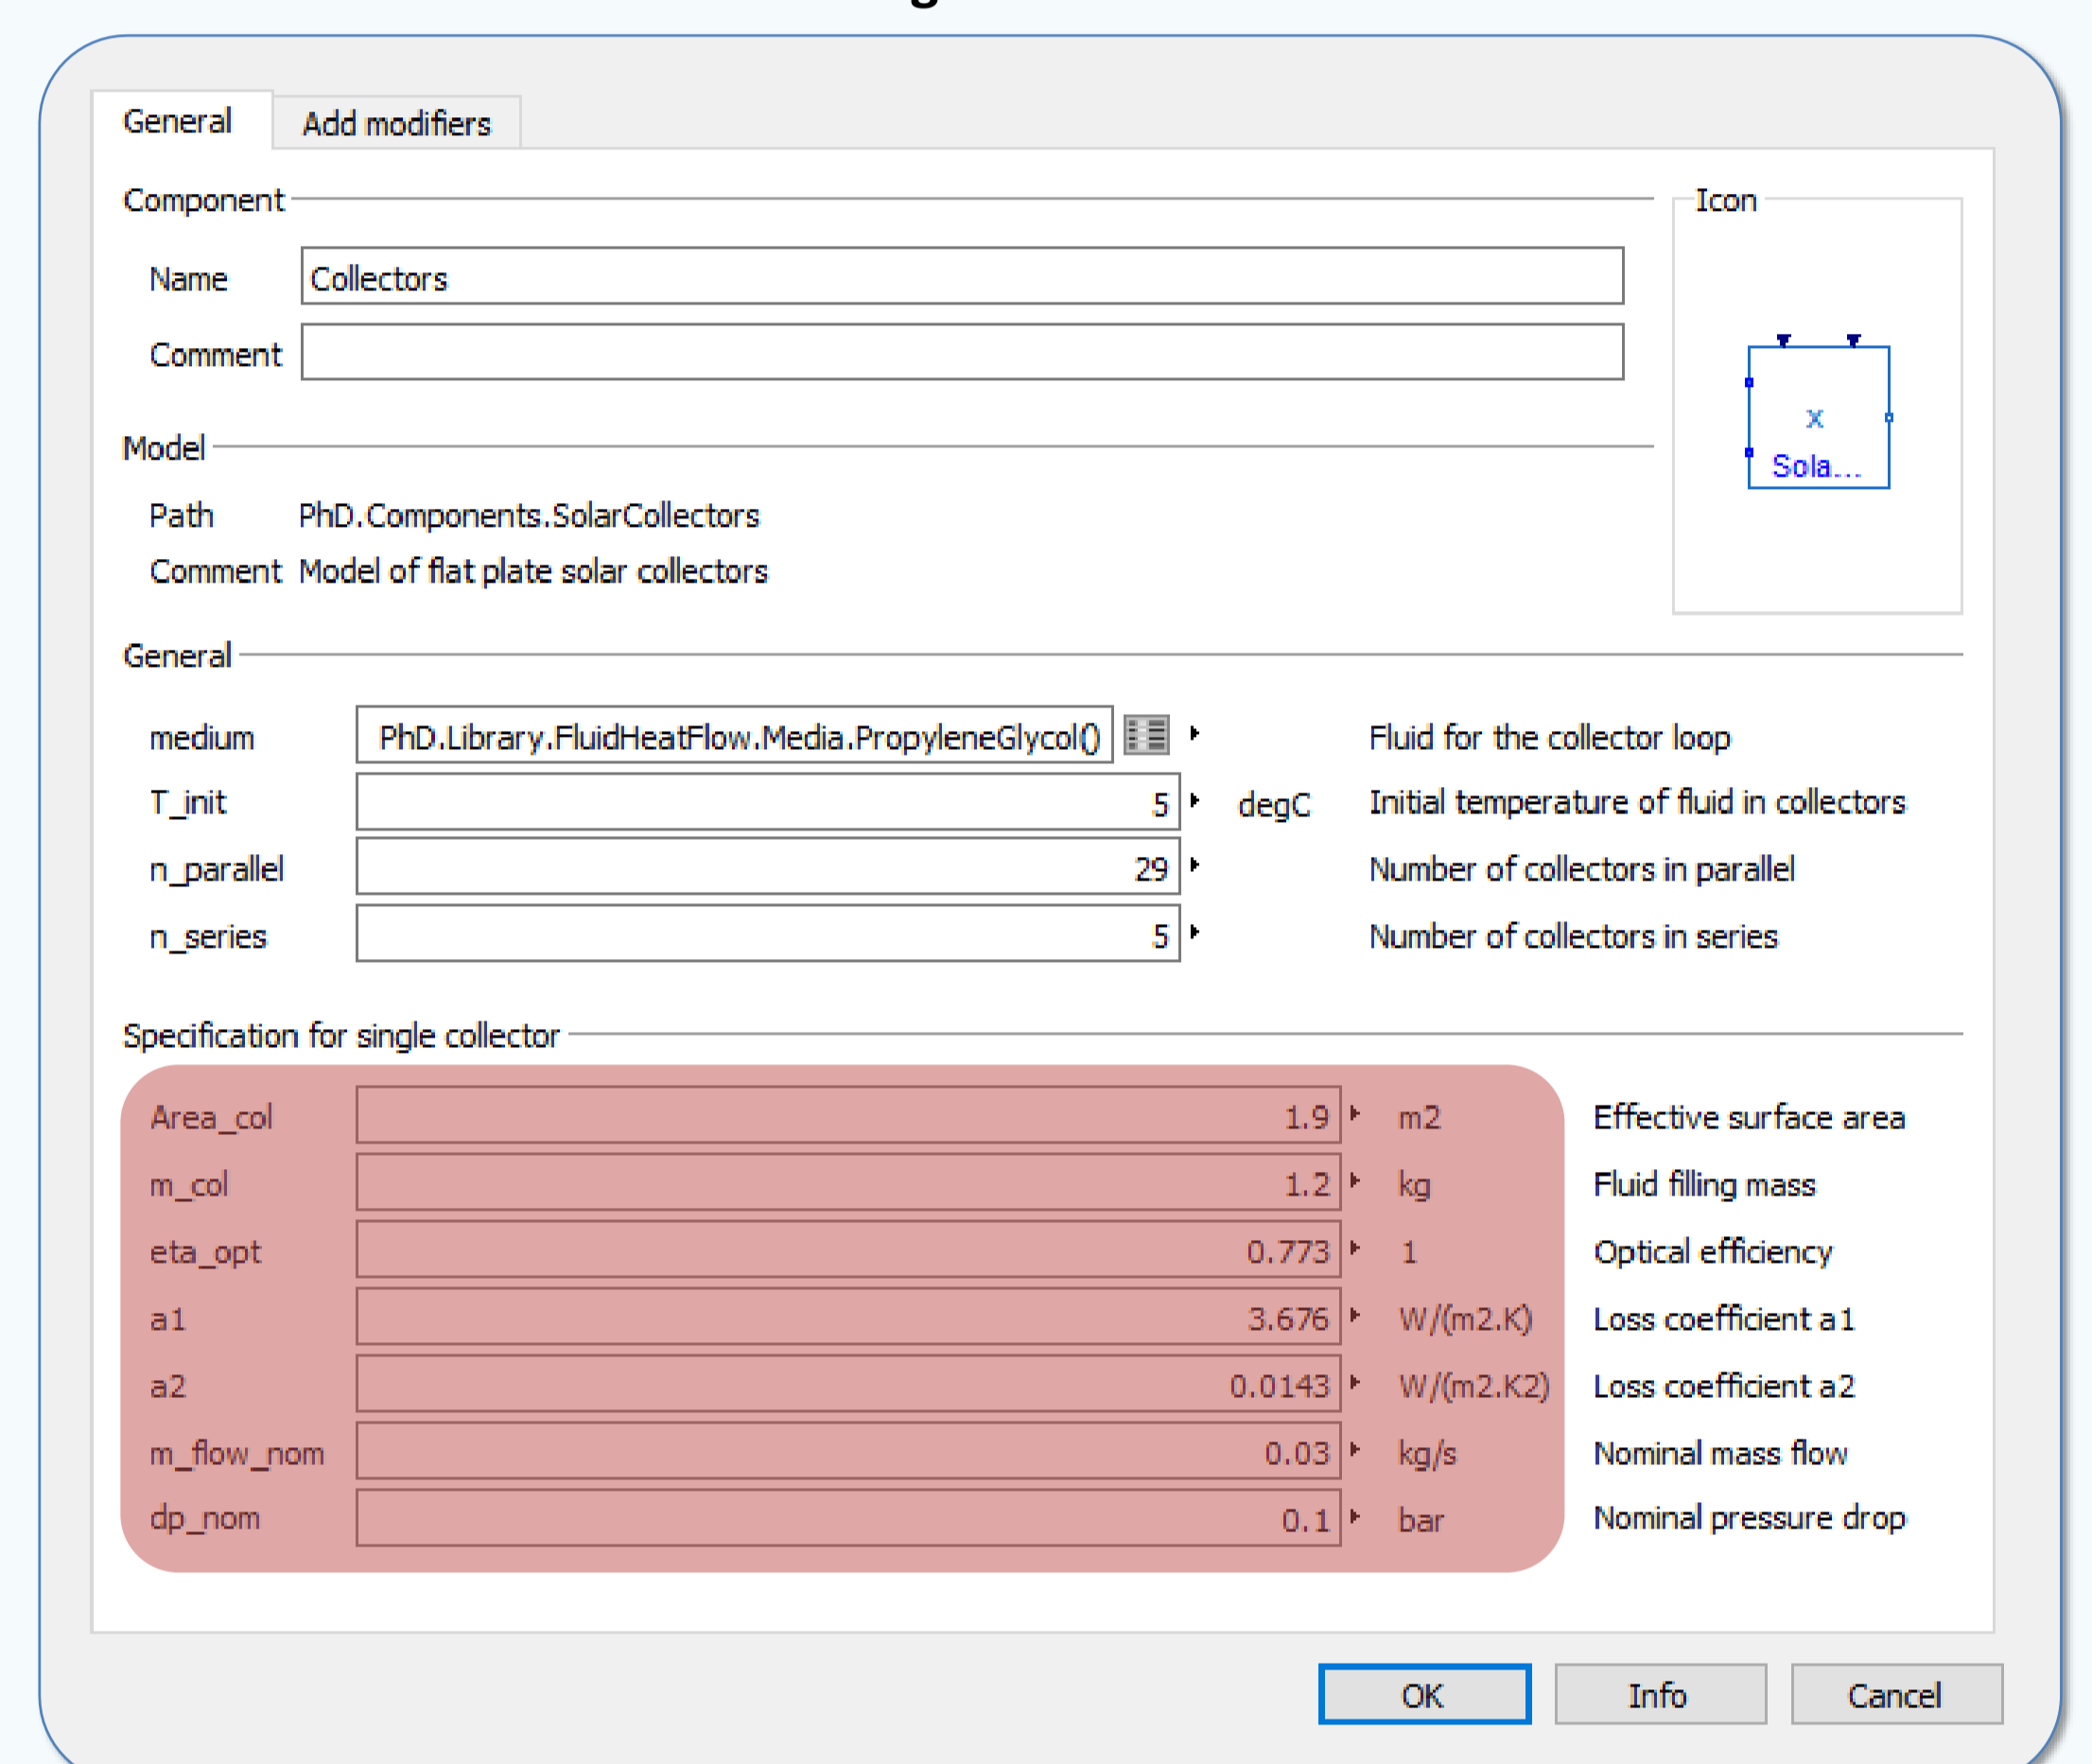 General Add modifiers
Component
Icon
Name Collectors
Comment
x
Sola...
Model
Path PhD.Components.SolarCollectors
Comment Model of flat plate solar collectors
General
medium PhD.Library.FluidHeatFlow.Media.PropyleneGlycol() Fluid for the collector loop
T_init 5 degC Initial temperature of fluid in collectors
n_parallel 29 Number of collectors in parallel
n_series 5 Number of collectors in series
Specification for single collector
Area_col 1.9 m2 Effective surface area
m_col 1.2 kg Fluid filling mass
eta_opt 0.773 1 Optical efficiency
a1 3.676 W/(m2.K) Loss coefficient a1
a2 0.0143 W/(m2.K2) Loss coefficient a2
m_flow_nom 0.03 kg/s Nominal mass flow
dp_nom 0.1 bar Nominal pressure drop
OK Info Cancel